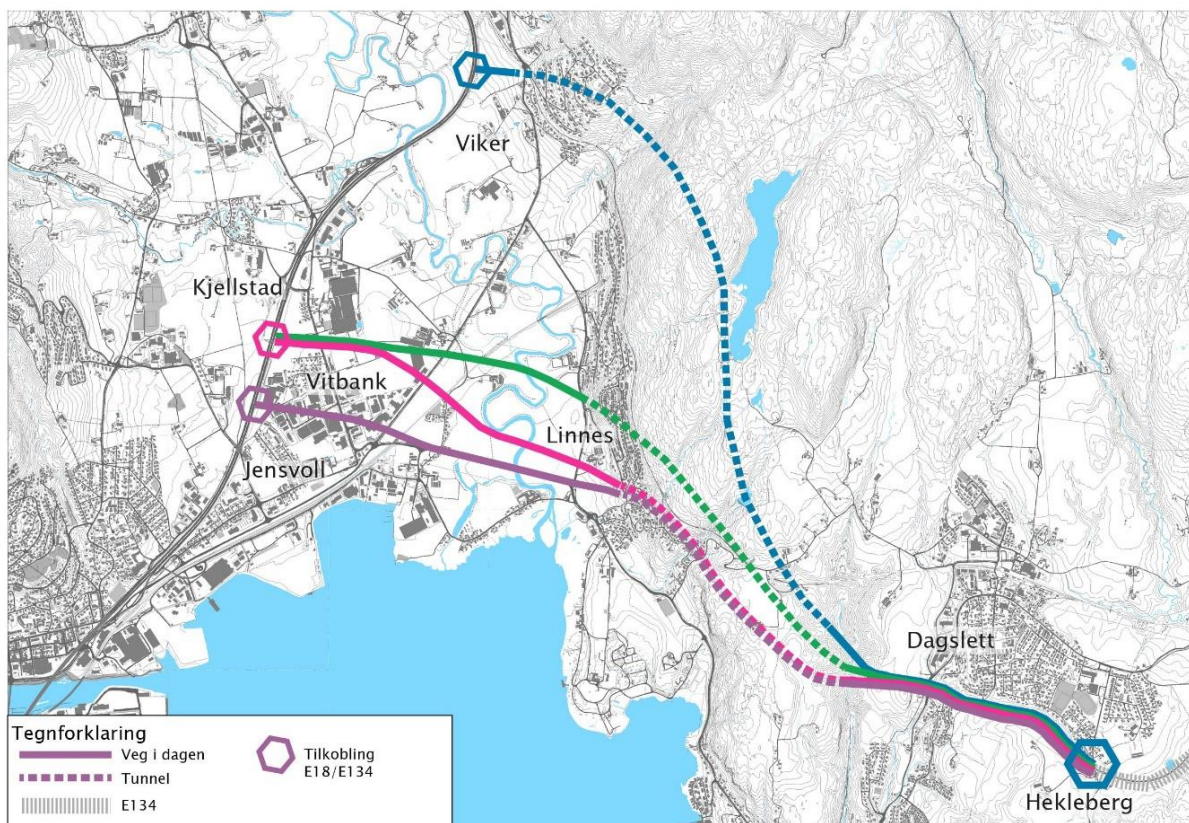 Viker
Kjellstad
Vitbank
Linnes
Jensvoll
Dagslett
Hekleberg
Tegnforklaring
Veg i dagen
Tunnel
E134
Tilkobling
E18/E134